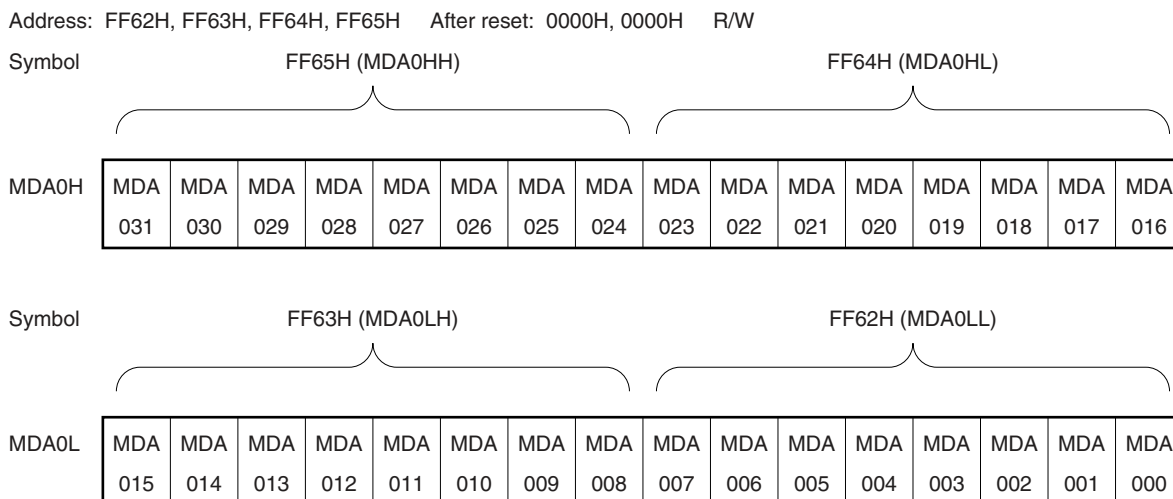 Address: FF62H, FF63H, FF64H, FF65H After reset: 0000H, 0000H R/W
Symbol FF65H (MDA0HH) FF64H (MDA0HL)
MDA0H MDA MDA MDA MDA MDA MDA MDA MDA MDA MDA MDA MDA MDA MDA MDA MDA
031 030 029 028 027 026 025 024 023 022 021 020 019 018 017 016
Symbol FF63H (MDA0LH) FF62H (MDA0LL)
MDA0L MDA MDA MDA MDA MDA MDA MDA MDA MDA MDA MDA MDA MDA MDA MDA MDA
015 014 013 012 011 010 009 008 007 006 005 004 003 002 001 000